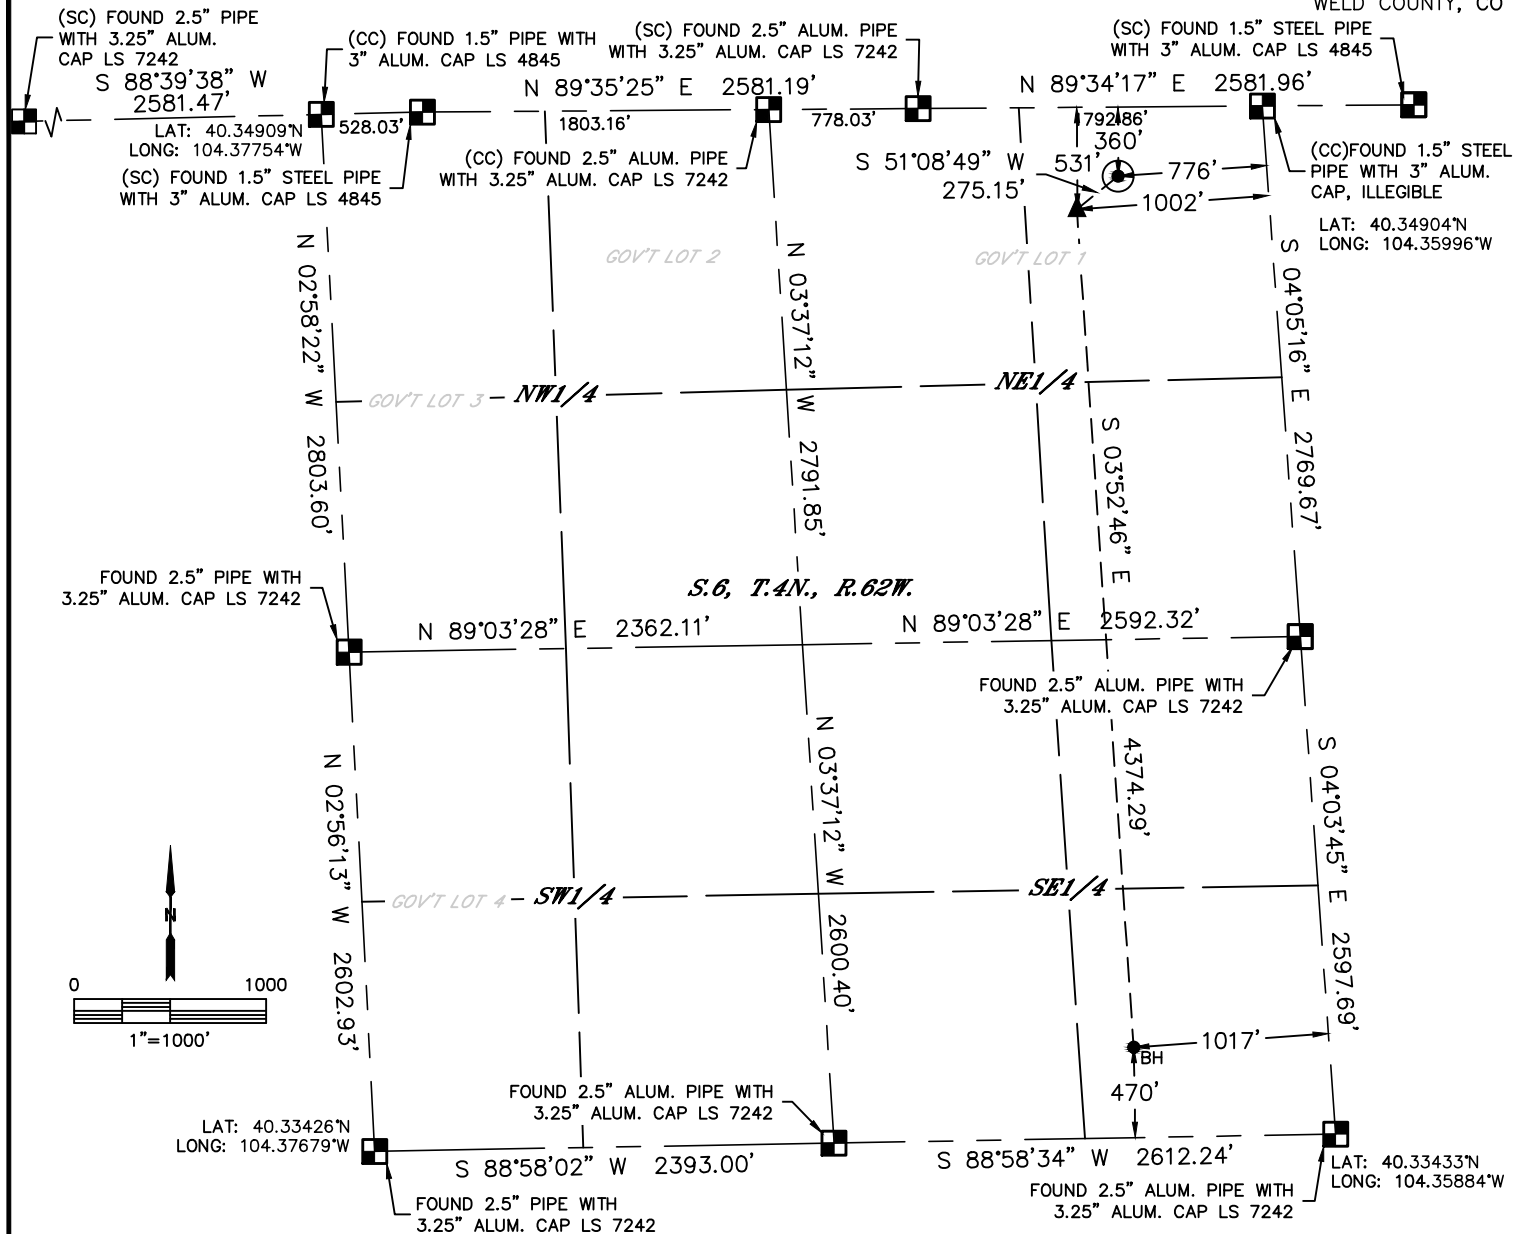 WELD COUNTY, CO
(SC) FOUND 2.5" PIPE
WITH 3.25" ALUM.
CAP LS 7242
(CC) FOUND 1.5" PIPE WITH
3" ALUM. CAP LS 4845
(SC) FOUND 2.5" ALUM. PIPE
WITH 3.25" ALUM. CAP LS 7242
(SC) FOUND 1.5" STEEL PIPE
WITH 3" ALUM. CAP LS 4845
S 88°39'38" W
2581.47'
N 89°35'25" E 2581.19'
N 89°34'17" E 2581.96'
LAT: 40.34909°N
LONG: 104.37754°W
528.03'
1803.16'
778.03'
1792.86'
360'
(SC) FOUND 1.5" STEEL PIPE
WITH 3" ALUM. CAP LS 4845
(CC) FOUND 2.5" ALUM. PIPE
WITH 3.25" ALUM. CAP LS 7242
S 51°08'49" W
275.15'
531'
776'
1002'
(CC)FOUND 1.5" STEEL
PIPE WITH 3" ALUM.
CAP, ILLEGIBLE
LAT: 40.34904°N
LONG: 104.35996°W
GOV'T LOT 2
GOV'T LOT 1
N 02°58'22" W 2803.60'
N 03°37'12" W 2791.85'
S 04°05'16" E 2769.67'
GOV'T LOT 3
NW1/4
NE1/4
S 03°52'46" E 4374.29'
FOUND 2.5" PIPE WITH
3.25" ALUM. CAP LS 7242
S.6, T.4N., R.62W.
N 89°03'28" E 2362.11'
N 89°03'28" E 2592.32'
FOUND 2.5" ALUM. PIPE WITH
3.25" ALUM. CAP LS 7242
N 02°56'13" W 2602.93'
N 03°37'12" W 2600.40'
S 04°03'45" E 2597.69'
GOV'T LOT 4
SW1/4
SE1/4
N
0 1000
1"=1000'
1017'
BH
470'
FOUND 2.5" ALUM. PIPE WITH
3.25" ALUM. CAP LS 7242
LAT: 40.33426°N
LONG: 104.37679°W
S 88°58'02" W 2393.00'
S 88°58'34" W 2612.24'
LAT: 40.33433°N
LONG: 104.35884°W
FOUND 2.5" PIPE WITH
3.25" ALUM. CAP LS 7242
FOUND 2.5" ALUM. PIPE WITH
3.25" ALUM. CAP LS 7242